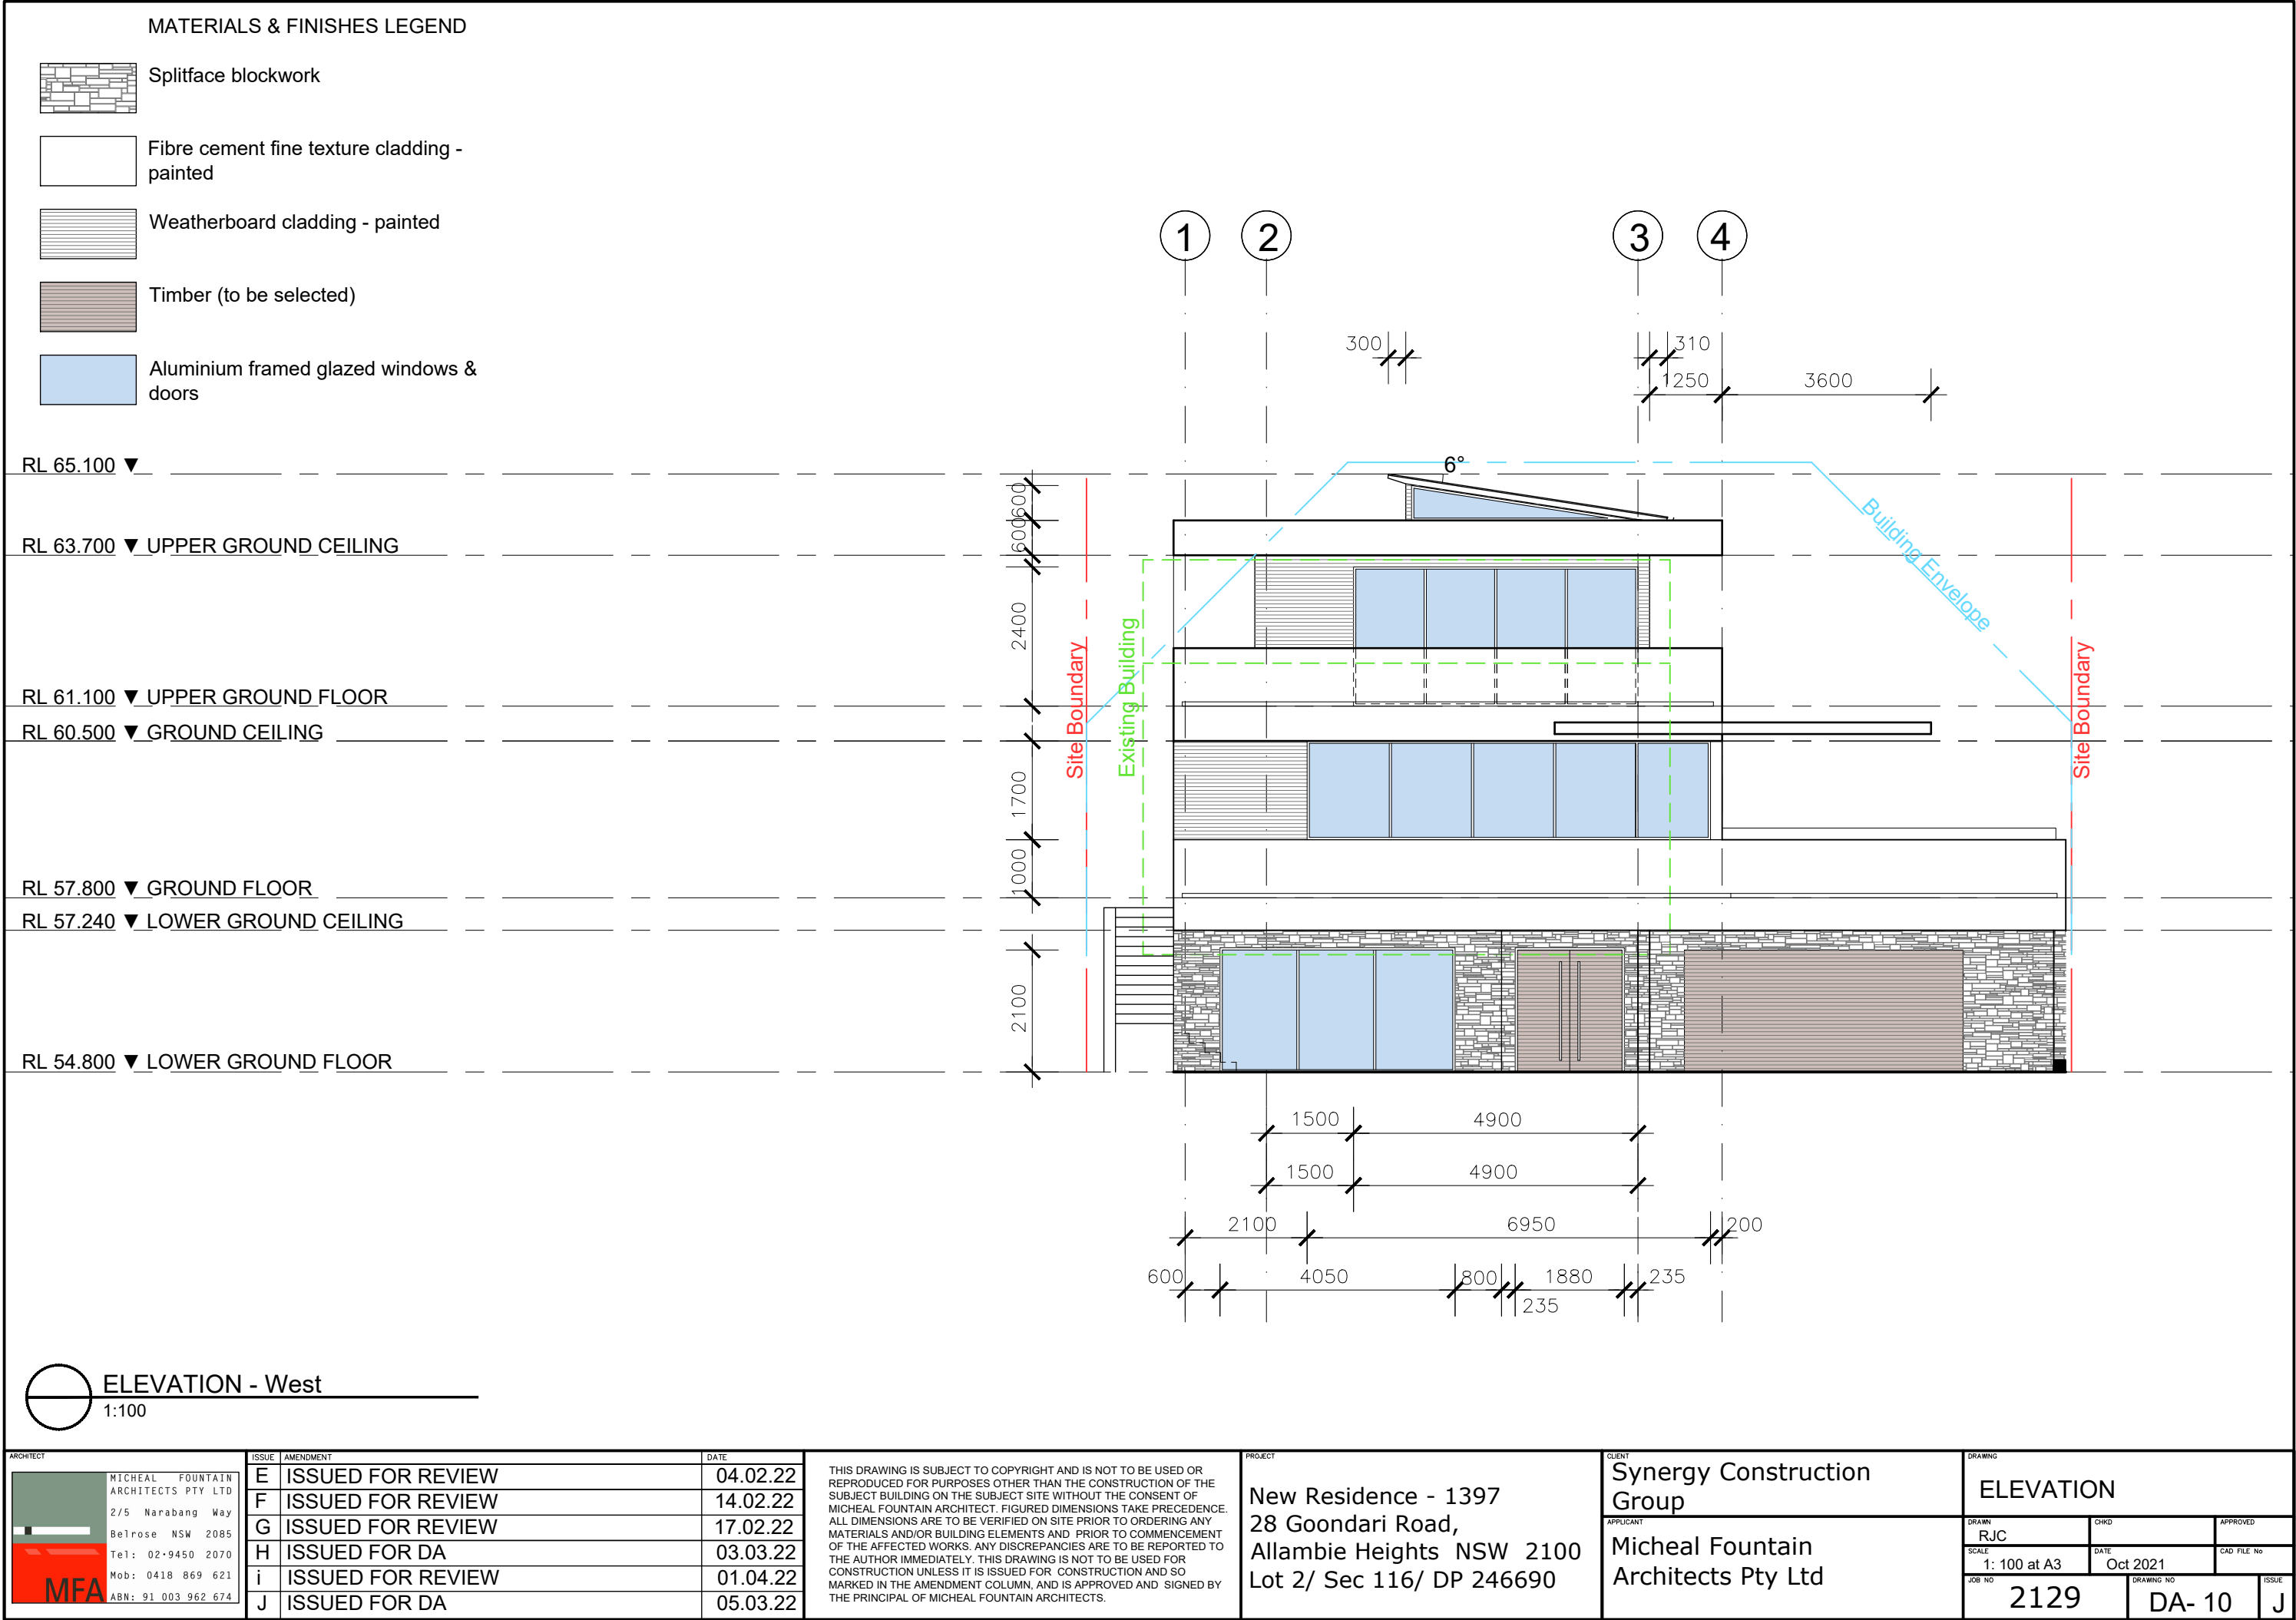 MATERIALS & FINISHES LEGEND
Splitface blockwork
Fibre cement fine texture cladding -
painted
Weatherboard cladding - painted
Timber (to be selected)
Aluminium framed glazed windows &
doors
1
2
3
4
300
310
1250
3600
RL 65.100 ▼
6°
600
600
RL 63.700 ▼ UPPER GROUND CEILING
Building Envelope
2400
Existing Building
Site Boundary
Site Boundary
RL 61.100 ▼ UPPER GROUND FLOOR
RL 60.500 ▼ GROUND CEILING
1700
1000
RL 57.800 ▼ GROUND FLOOR
RL 57.240 ▼ LOWER GROUND CEILING
2100
RL 54.800 ▼ LOWER GROUND FLOOR
1500
4900
1500
4900
2100
6950
200
600
4050
800
1880
235
235
ELEVATION - West
1:100
ARCHITECT
MICHEAL FOUNTAIN
ARCHITECTS PTY LTD
2/5 Narabang Way
Belrose NSW 2085
Tel: 02·9450 2070
Mob: 0418 869 621
ABN: 91 003 962 674
MFA
ISSUE AMENDMENT DATE
E ISSUED FOR REVIEW 04.02.22
F ISSUED FOR REVIEW 14.02.22
G ISSUED FOR REVIEW 17.02.22
H ISSUED FOR DA 03.03.22
i ISSUED FOR REVIEW 01.04.22
J ISSUED FOR DA 05.03.22
THIS DRAWING IS SUBJECT TO COPYRIGHT AND IS NOT TO BE USED OR
REPRODUCED FOR PURPOSES OTHER THAN THE CONSTRUCTION OF THE
SUBJECT BUILDING ON THE SUBJECT SITE WITHOUT THE CONSENT OF
MICHEAL FOUNTAIN ARCHITECT. FIGURED DIMENSIONS TAKE PRECEDENCE.
ALL DIMENSIONS ARE TO BE VERIFIED ON SITE PRIOR TO ORDERING ANY
MATERIALS AND/OR BUILDING ELEMENTS AND PRIOR TO COMMENCEMENT
OF THE AFFECTED WORKS. ANY DISCREPANCIES ARE TO BE REPORTED TO
THE AUTHOR IMMEDIATELY. THIS DRAWING IS NOT TO BE USED FOR
CONSTRUCTION UNLESS IT IS ISSUED FOR CONSTRUCTION AND SO
MARKED IN THE AMENDMENT COLUMN, AND IS APPROVED AND SIGNED BY
THE PRINCIPAL OF MICHEAL FOUNTAIN ARCHITECTS.
PROJECT
New Residence - 1397
28 Goondari Road,
Allambie Heights NSW 2100
Lot 2/ Sec 116/ DP 246690
CLIENT
Synergy Construction
Group
APPLICANT
Micheal Fountain
Architects Pty Ltd
DRAWING
ELEVATION
DRAWN
RJC
CHKD
APPROVED
SCALE
1: 100 at A3
DATE
Oct 2021
CAD FILE No
JOB NO
2129
DRAWING NO
DA- 10
ISSUE
J